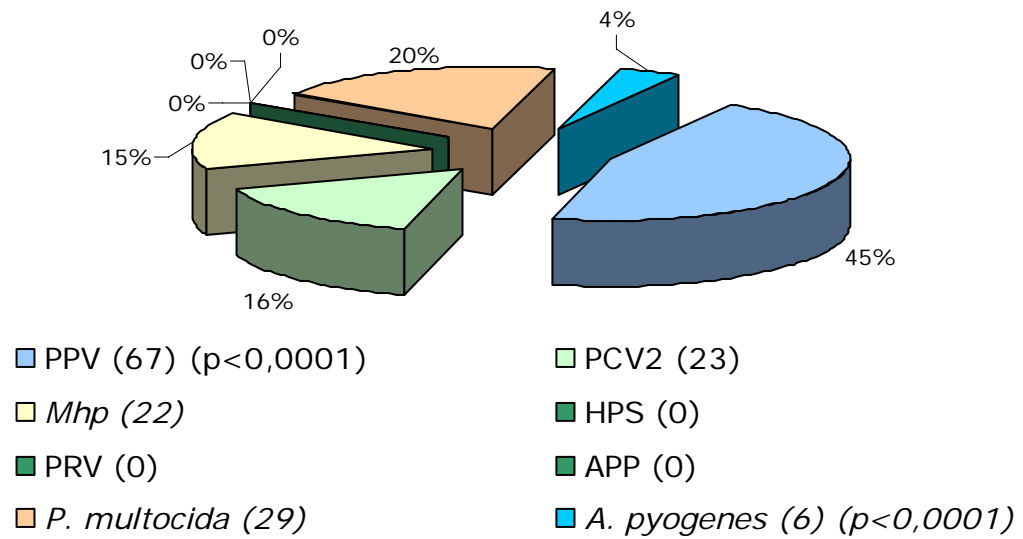 0%
4%
0%
20%
0%
15%
45%
16%
PPV (67) (p<0,0001)
PCV2 (23)
Mhp (22)
HPS (0)
PRV (0)
APP (0)
P. multocida (29)
A. pyogenes (6) (p<0,0001)